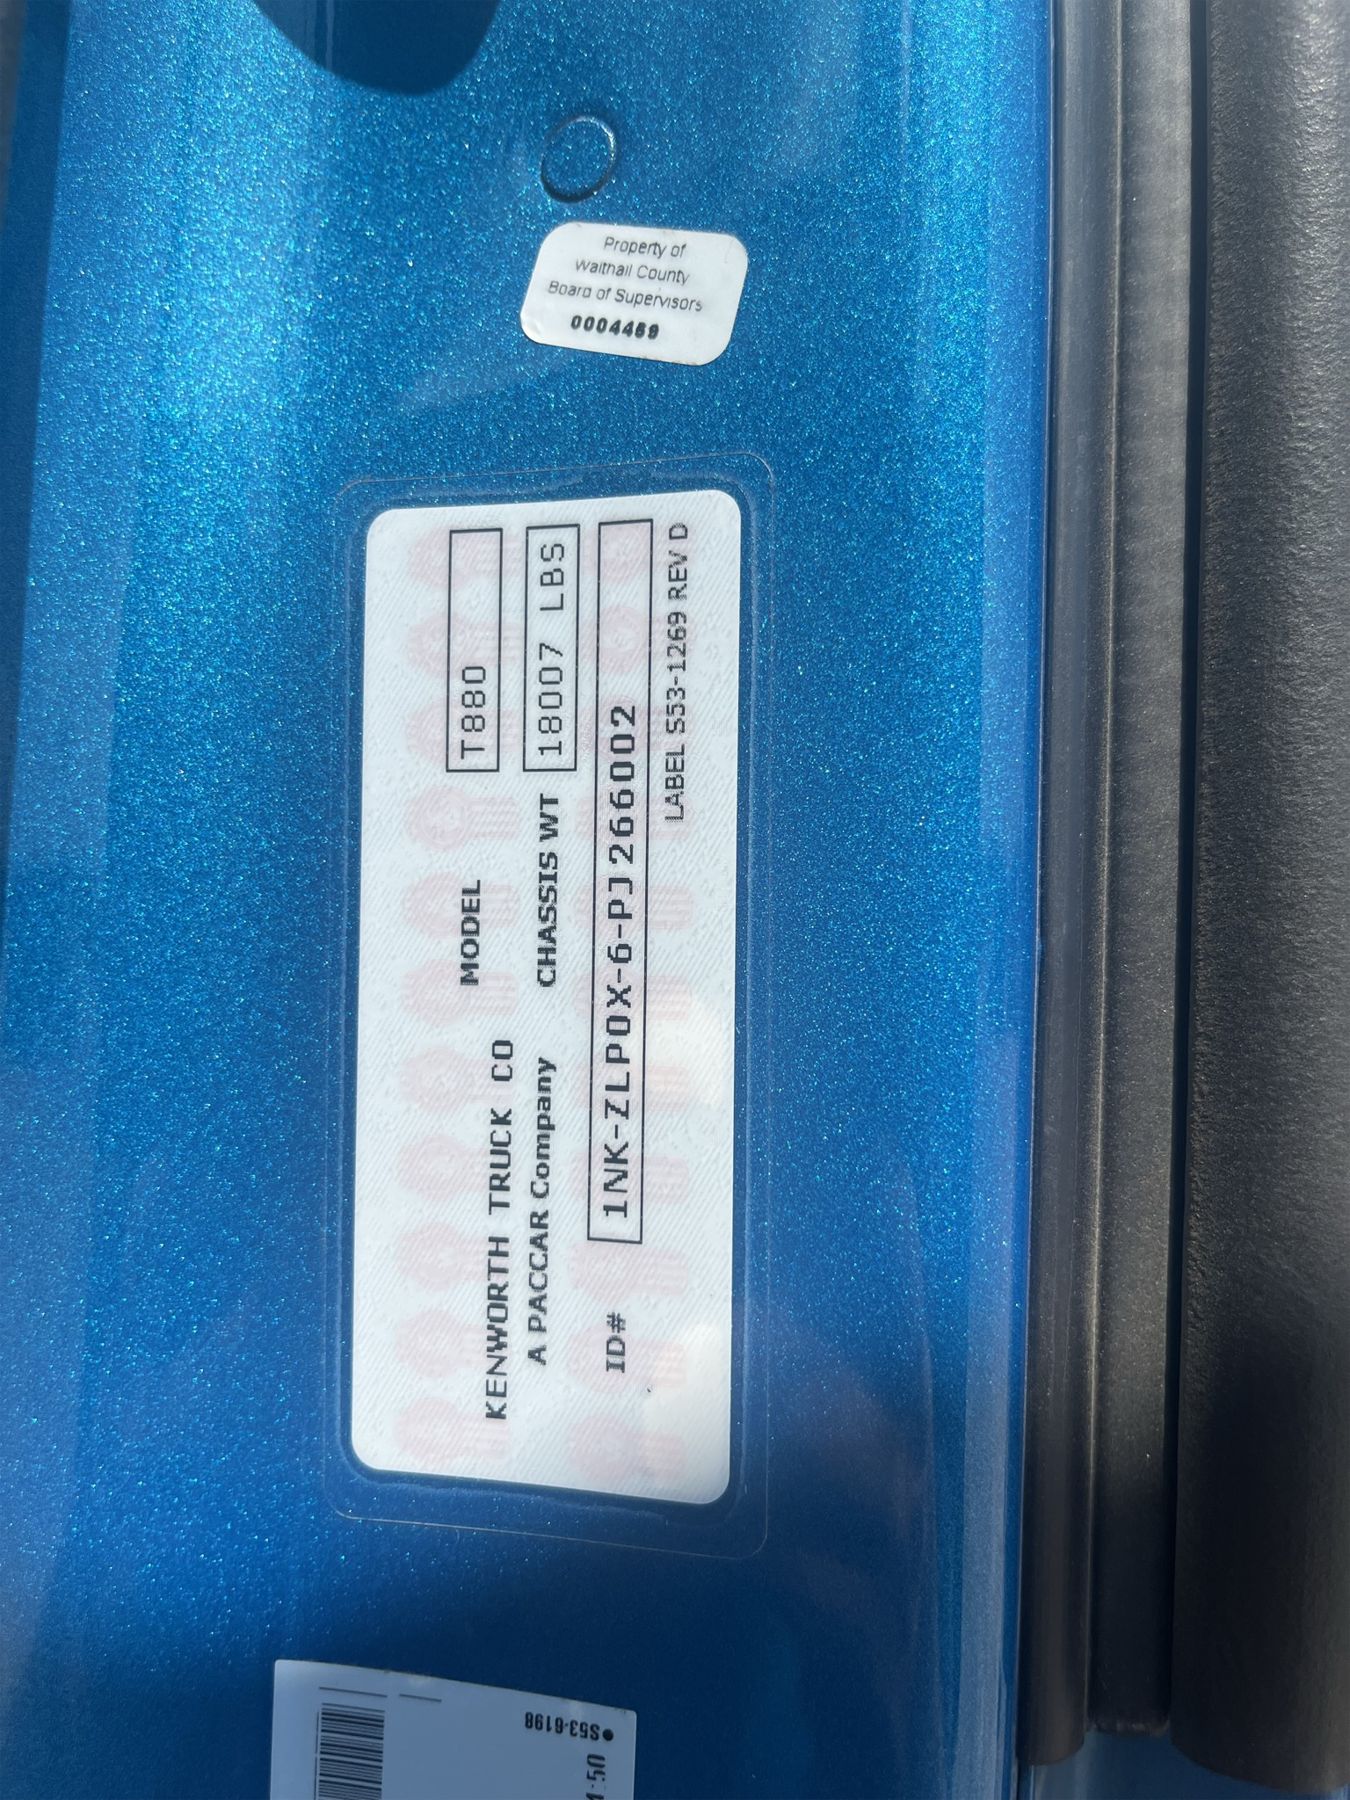 Property of
Walthall County
Board of Supervisors
0004459
KENWORTH TRUCK CO
A PACCAR Company
MODEL T880
CHASSIS WT 18007 LBS
ID# 1NK-ZLP0X-6-PJ266002
LABEL S53-1269 REV D
●S53-6198